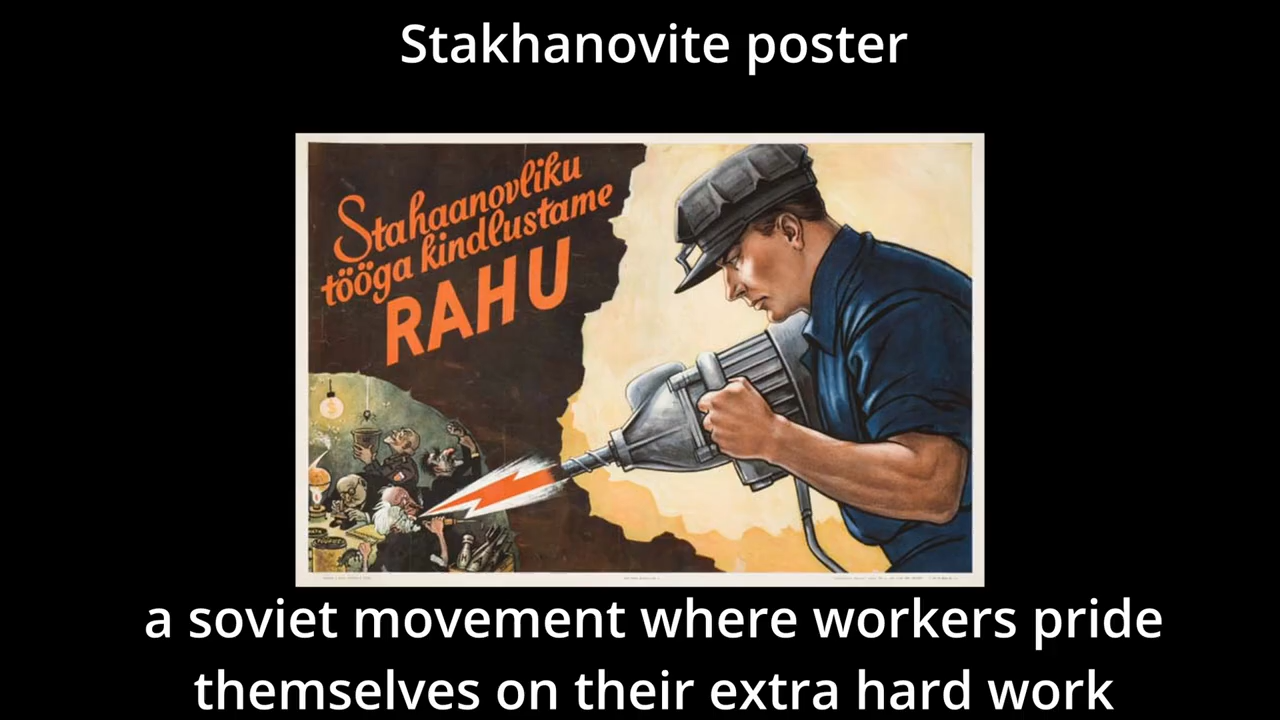 Stakhanovite poster
Stahaanovliku
tööga kindlustame
RAHU
a soviet movement where workers pride
themselves on their extra hard work